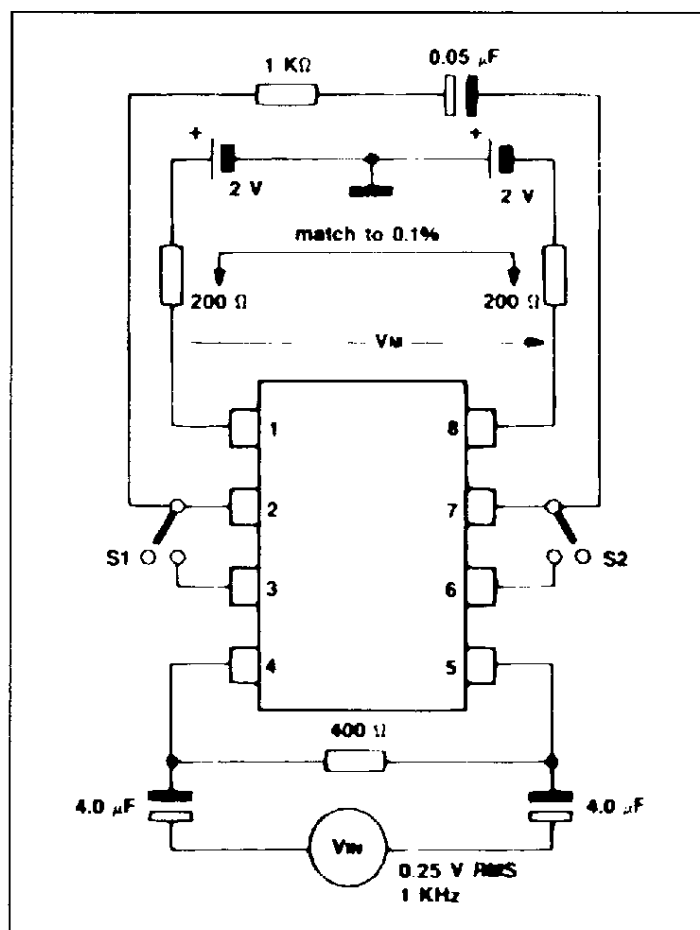 1 KΩ 0.05 µF
+ +
2 V 2 V
match to 0.1%
200 Ω 200 Ω
VM
1 8
2 7
S1 S2
3 6
4 5
400 Ω
4.0 µF 4.0 µF
VIN
0.25 V RMS
1 KHz